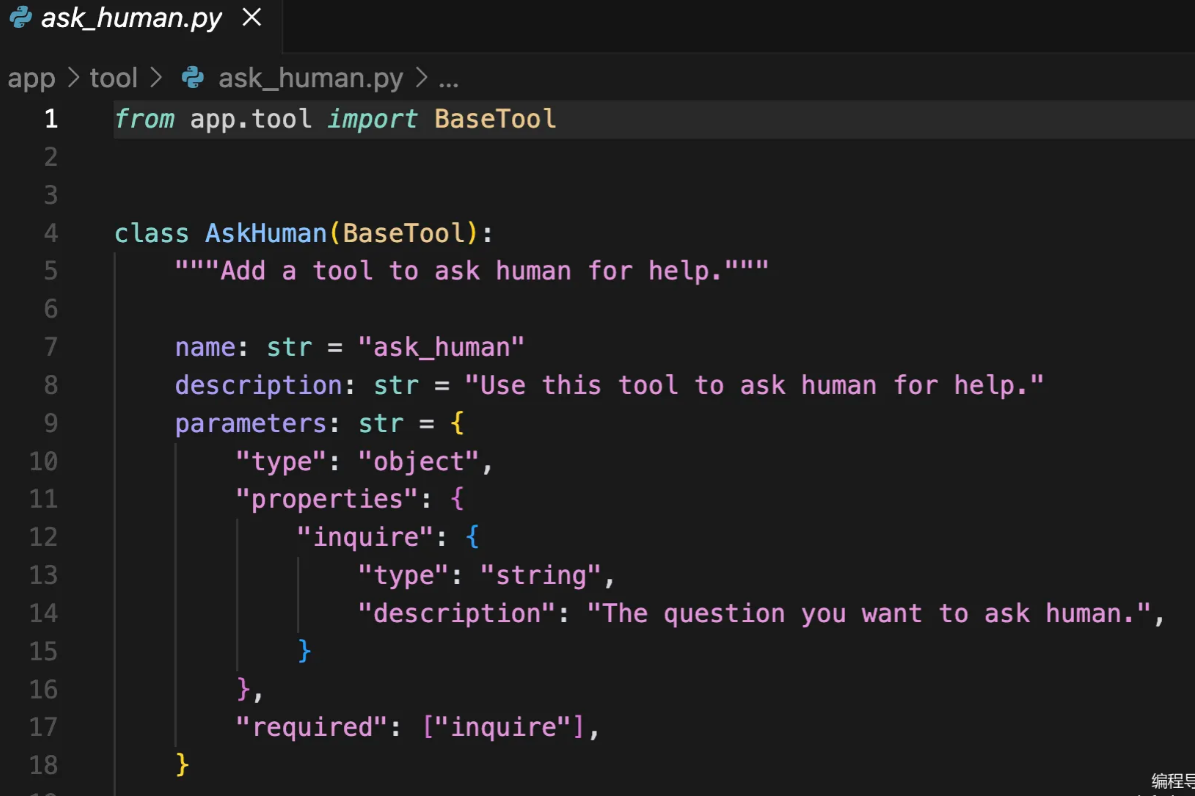 ask_human.py ×
app > tool > ask_human.py > ...
1 from app.tool import BaseTool
2
3
4 class AskHuman(BaseTool):
5     """Add a tool to ask human for help."""
6
7     name: str = "ask_human"
8     description: str = "Use this tool to ask human for help."
9     parameters: str = {
10         "type": "object",
11         "properties": {
12             "inquire": {
13                 "type": "string",
14                 "description": "The question you want to ask human.",
15             }
16         },
17         "required": ["inquire"],
18     }
编程导